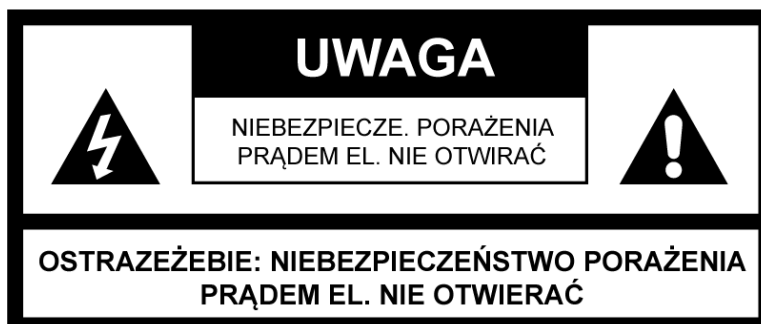 UWAGA
NIEBEZPIECZE. PORAŻENIA
PRĄDEM EL. NIE OTWIRAĆ
OSTRAZEŻEBIE: NIEBEZPIECZEŃSTWO PORAŻENIA
PRĄDEM EL. NIE OTWIERAĆ